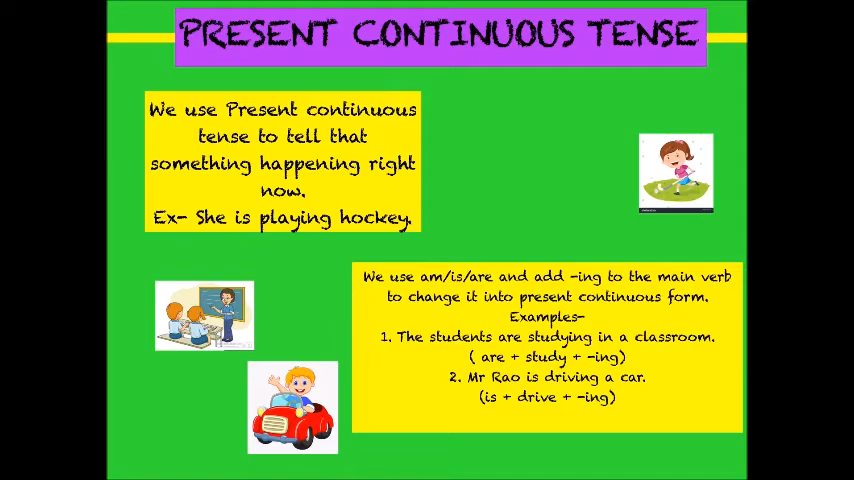 PRESENT CONTINUOUS TENSE
We use Present continuous
tense to tell that
something happening right
now.
Ex- She is playing hockey.
We use am/is/are and add -ing to the main verb
to change it into present continuous form.
Examples-
1. The students are studying in a classroom.
( are + study + -ing)
2. Mr Rao is driving a car.
(is + drive + -ing)